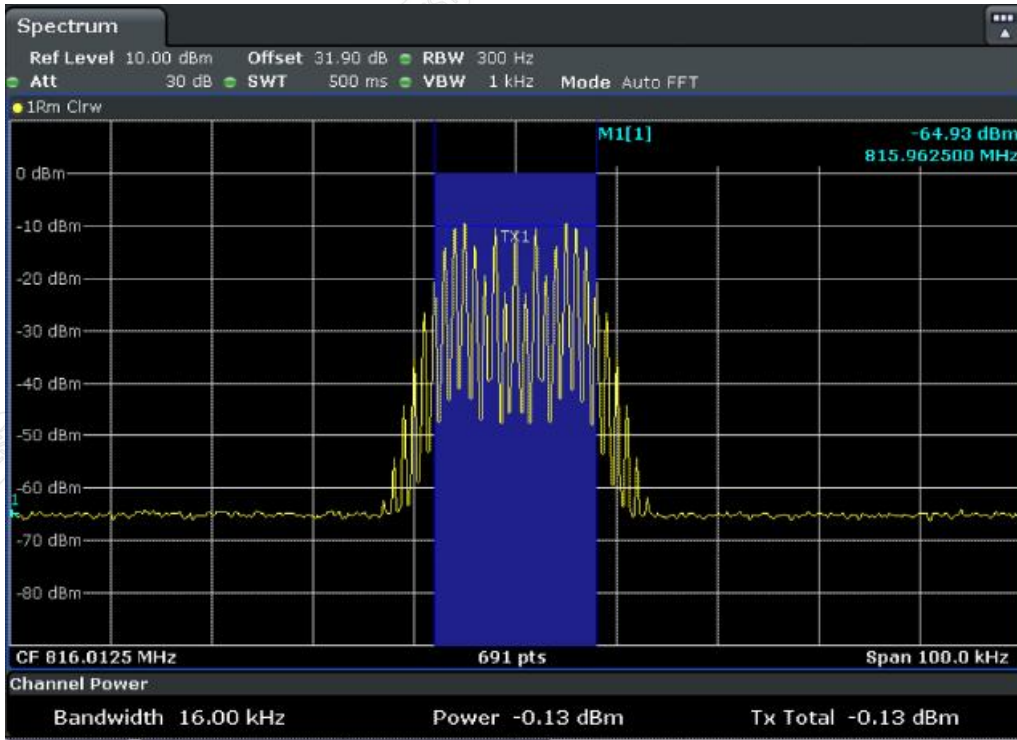 Spectrum
Ref Level 10.00 dBm Offset 31.90 dB RBW 300 Hz
Att 30 dB SWT 500 ms VBW 1 kHz Mode Auto FFT
1Rm Clrw
M1[1] -64.93 dBm
815.962500 MHz
0 dBm
-10 dBm
TX1
-20 dBm
-30 dBm
-40 dBm
-50 dBm
-60 dBm
1
-70 dBm
-80 dBm
CF 816.0125 MHz 691 pts Span 100.0 kHz
Channel Power
Bandwidth 16.00 kHz Power -0.13 dBm Tx Total -0.13 dBm